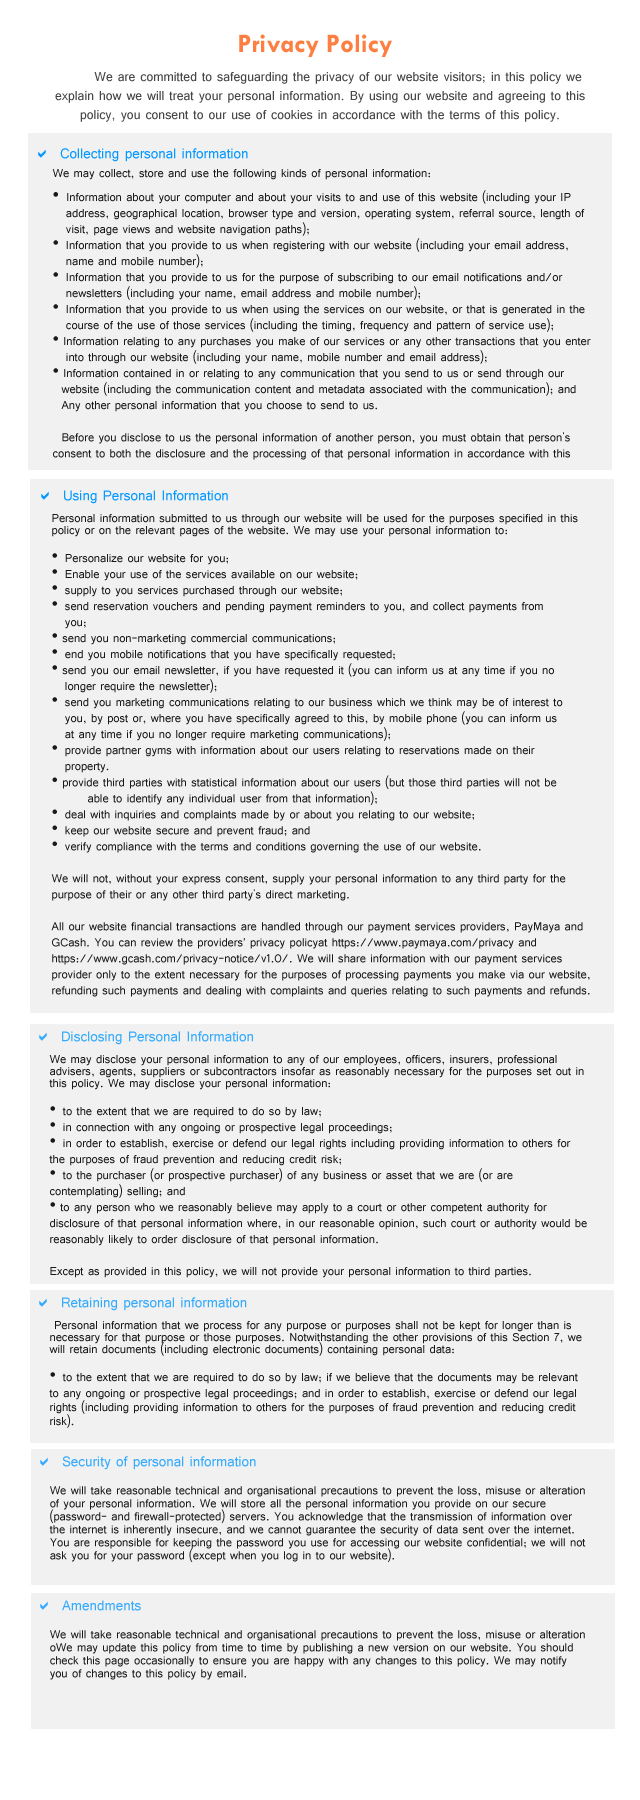 Privacy Policy
We are committed to safeguarding the privacy of our website visitors; in this policy we
explain how we will treat your personal information. By using our website and agreeing to this
policy, you consent to our use of cookies in accordance with the terms of this policy.
Collecting personal information
We may collect, store and use the following kinds of personal information:
• Information about your computer and about your visits to and use of this website (including your IP
address, geographical location, browser type and version, operating system, referral source, length of
visit, page views and website navigation paths);
• Information that you provide to us when registering with our website (including your email address,
name and mobile number);
• Information that you provide to us for the purpose of subscribing to our email notifications and/or
newsletters (including your name, email address and mobile number);
• Information that you provide to us when using the services on our website, or that is generated in the
course of the use of those services (including the timing, frequency and pattern of service use);
• Information relating to any purchases you make of our services or any other transactions that you enter
into through our website (including your name, mobile number and email address);
• Information contained in or relating to any communication that you send to us or send through our
website (including the communication content and metadata associated with the communication); and
Any other personal information that you choose to send to us.
Before you disclose to us the personal information of another person, you must obtain that person's
consent to both the disclosure and the processing of that personal information in accordance with this
Using Personal Information
Personal information submitted to us through our website will be used for the purposes specified in this
policy or on the relevant pages of the website. We may use your personal information to:
• Personalize our website for you;
• Enable your use of the services available on our website;
• supply to you services purchased through our website;
• send reservation vouchers and pending payment reminders to you, and collect payments from
you;
• send you non-marketing commercial communications;
• end you mobile notifications that you have specifically requested;
• send you our email newsletter, if you have requested it (you can inform us at any time if you no
longer require the newsletter);
• send you marketing communications relating to our business which we think may be of interest to
you, by post or, where you have specifically agreed to this, by mobile phone (you can inform us
at any time if you no longer require marketing communications);
• provide partner gyms with information about our users relating to reservations made on their
property.
• provide third parties with statistical information about our users (but those third parties will not be
able to identify any individual user from that information);
• deal with inquiries and complaints made by or about you relating to our website;
• keep our website secure and prevent fraud; and
• verify compliance with the terms and conditions governing the use of our website.
We will not, without your express consent, supply your personal information to any third party for the
purpose of their or any other third party's direct marketing.
All our website financial transactions are handled through our payment services providers, PayMaya and
GCash. You can review the providers' privacy policyat https://www.paymaya.com/privacy and
https://www.gcash.com/privacy-notice/v1.0/. We will share information with our payment services
provider only to the extent necessary for the purposes of processing payments you make via our website,
refunding such payments and dealing with complaints and queries relating to such payments and refunds.
Disclosing Personal Information
We may disclose your personal information to any of our employees, officers, insurers, professional
advisers, agents, suppliers or subcontractors insofar as reasonably necessary for the purposes set out in
this policy. We may disclose your personal information:
• to the extent that we are required to do so by law;
• in connection with any ongoing or prospective legal proceedings;
• in order to establish, exercise or defend our legal rights including providing information to others for
the purposes of fraud prevention and reducing credit risk;
• to the purchaser (or prospective purchaser) of any business or asset that we are (or are
contemplating) selling; and
• to any person who we reasonably believe may apply to a court or other competent authority for
disclosure of that personal information where, in our reasonable opinion, such court or authority would be
reasonably likely to order disclosure of that personal information.
Except as provided in this policy, we will not provide your personal information to third parties.
Retaining personal information
Personal information that we process for any purpose or purposes shall not be kept for longer than is
necessary for that purpose or those purposes. Notwithstanding the other provisions of this Section 7, we
will retain documents (including electronic documents) containing personal data:
• to the extent that we are required to do so by law; if we believe that the documents may be relevant
to any ongoing or prospective legal proceedings; and in order to establish, exercise or defend our legal
rights (including providing information to others for the purposes of fraud prevention and reducing credit
risk).
Security of personal information
We will take reasonable technical and organisational precautions to prevent the loss, misuse or alteration
of your personal information. We will store all the personal information you provide on our secure
(password- and firewall-protected) servers. You acknowledge that the transmission of information over
the internet is inherently insecure, and we cannot guarantee the security of data sent over the internet.
You are responsible for keeping the password you use for accessing our website confidential; we will not
ask you for your password (except when you log in to our website).
Amendments
We will take reasonable technical and organisational precautions to prevent the loss, misuse or alteration
oWe may update this policy from time to time by publishing a new version on our website. You should
check this page occasionally to ensure you are happy with any changes to this policy. We may notify
you of changes to this policy by email.